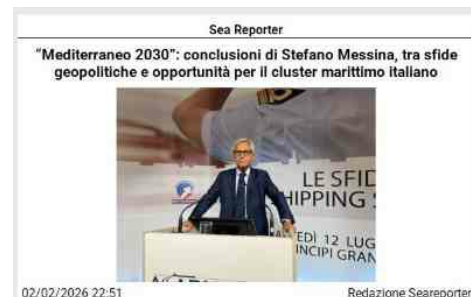 Sea Reporter
“Mediterraneo 2030”: conclusioni di Stefano Messina, tra sfide
geopolitiche e opportunità per il cluster marittimo italiano
LE SFID
HIPPING S
EDÌ 12 LUG
INCIPI GRAN
02/02/2026 22:51
Redazione Seareporter